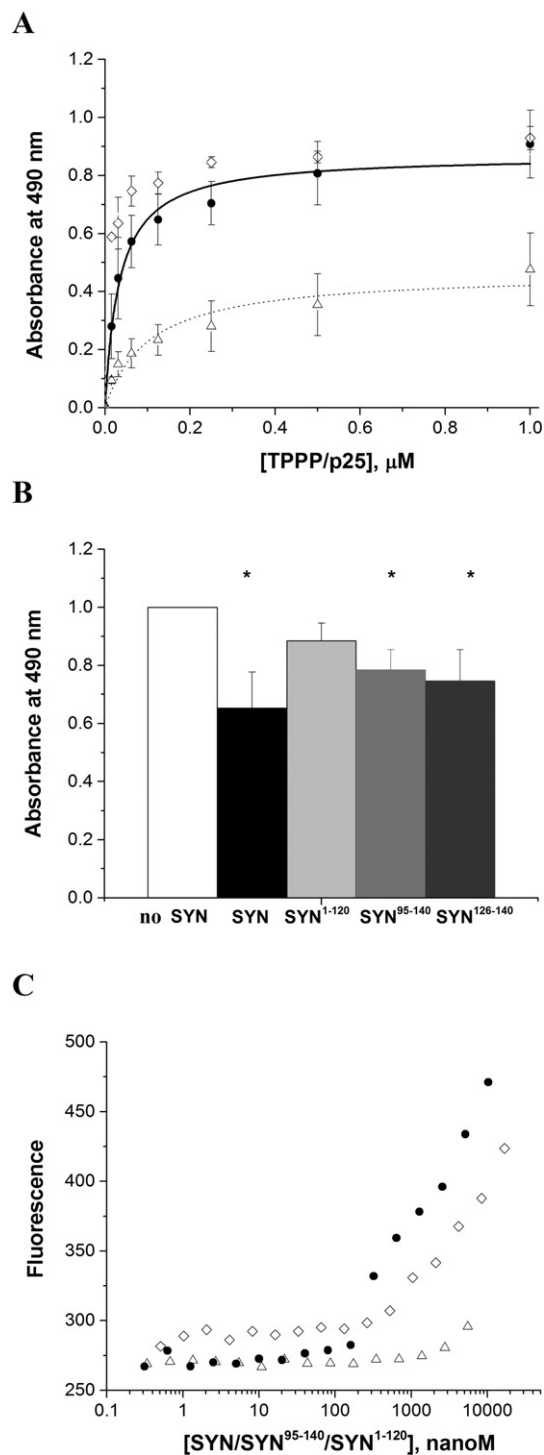 A
1.2
1.0
0.8
0.6
0.4
0.2
0.0
Absorbance at 490 nm
0.0 0.2 0.4 0.6 0.8 1.0
[TPPP/p25], μM
B
1.2
1.0
0.8
0.6
0.4
0.2
0.0
Absorbance at 490 nm
* * *
no SYN SYN SYN¹⁻¹²⁰ SYN⁹⁵⁻¹⁴⁰ SYN¹²⁶⁻¹⁴⁰
C
500
450
400
350
300
250
Fluorescence
0.1 1 10 100 1000 10000
[SYN/SYN⁹⁵⁻¹⁴⁰/SYN¹⁻¹²⁰], nanoM